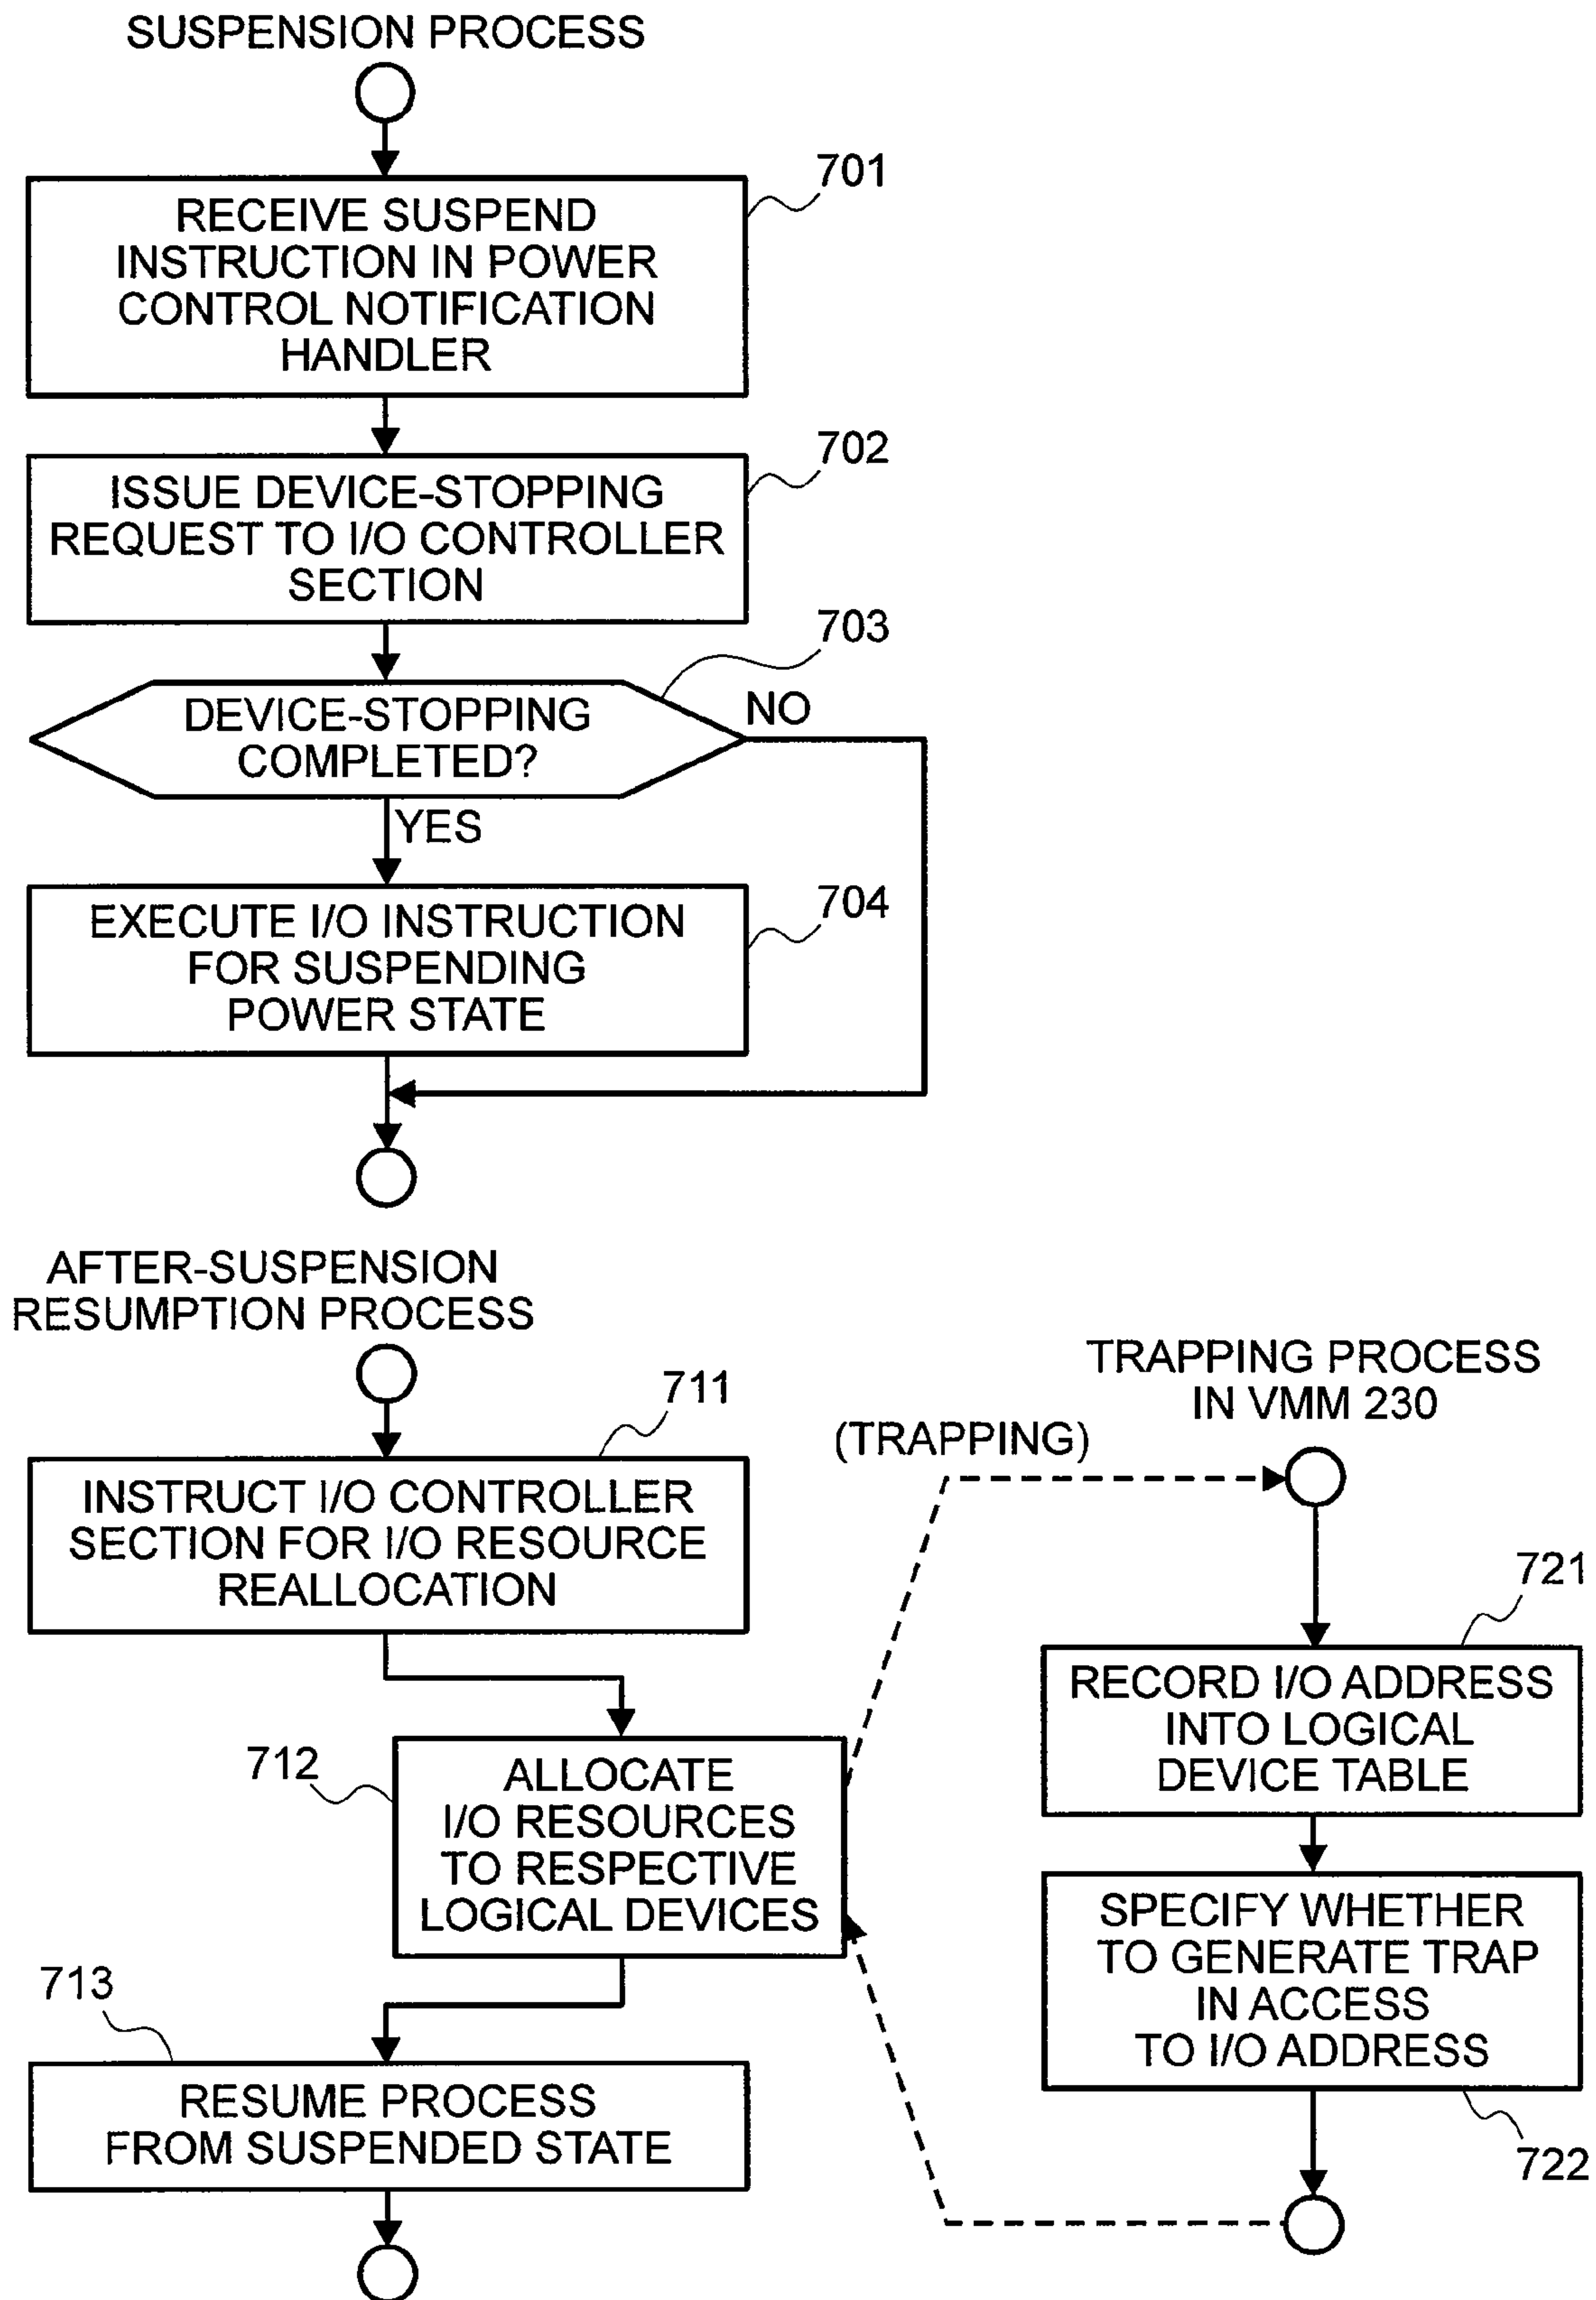 SUSPENSION PROCESS
701
RECEIVE SUSPEND
INSTRUCTION IN POWER
CONTROL NOTIFICATION
HANDLER
702
ISSUE DEVICE-STOPPING
REQUEST TO I/O CONTROLLER
SECTION
703
DEVICE-STOPPING
COMPLETED?
NO
YES
704
EXECUTE I/O INSTRUCTION
FOR SUSPENDING
POWER STATE
AFTER-SUSPENSION
RESUMPTION PROCESS
711
INSTRUCT I/O CONTROLLER
SECTION FOR I/O RESOURCE
REALLOCATION
712
ALLOCATE
I/O RESOURCES
TO RESPECTIVE
LOGICAL DEVICES
713
RESUME PROCESS
FROM SUSPENDED STATE
(TRAPPING)
TRAPPING PROCESS
IN VMM 230
721
RECORD I/O ADDRESS
INTO LOGICAL
DEVICE TABLE
SPECIFY WHETHER
TO GENERATE TRAP
IN ACCESS
TO I/O ADDRESS
722